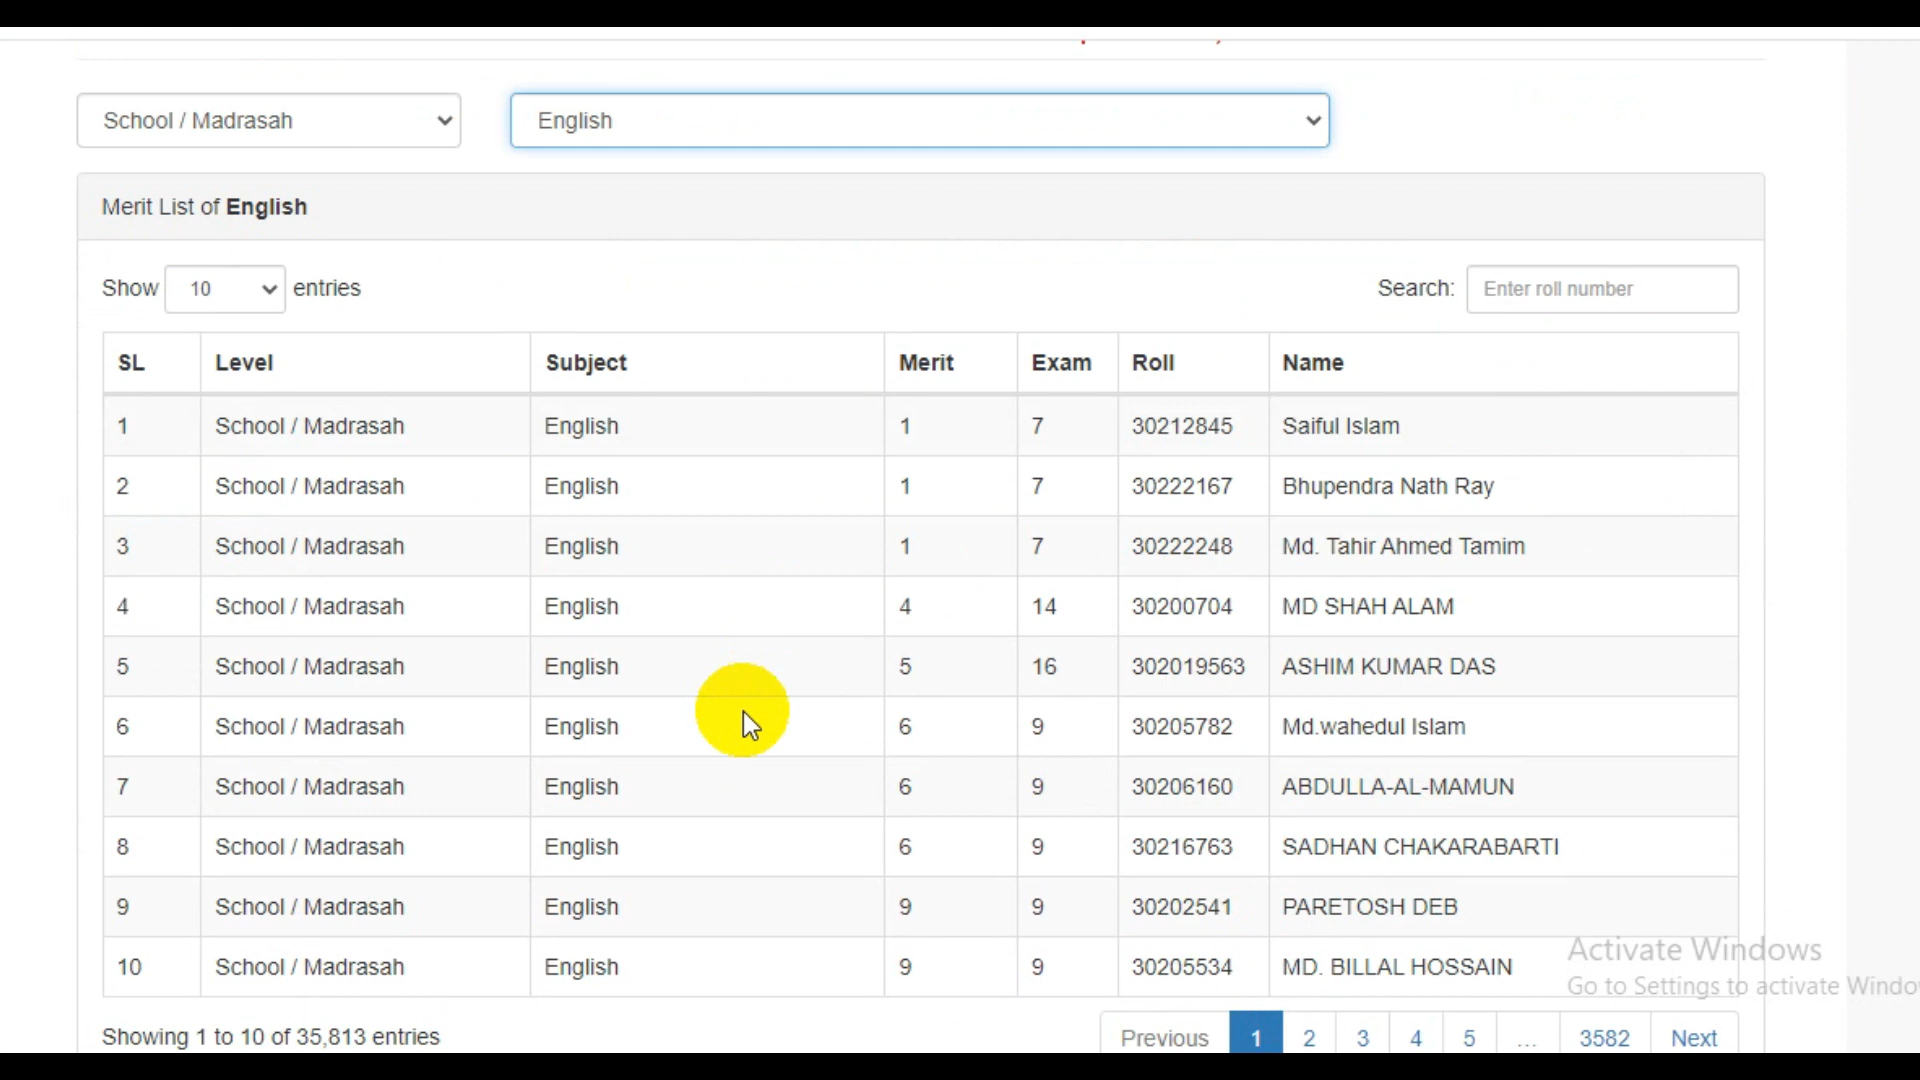 School / Madrasah English
Merit List of English
Show 10 entries Search: Enter roll number
SL Level Subject Merit Exam Roll Name
1 School / Madrasah English 1 7 30212845 Saiful Islam
2 School / Madrasah English 1 7 30222167 Bhupendra Nath Ray
3 School / Madrasah English 1 7 30222248 Md. Tahir Ahmed Tamim
4 School / Madrasah English 4 14 30200704 MD SHAH ALAM
5 School / Madrasah English 5 16 302019563 ASHIM KUMAR DAS
6 School / Madrasah English 6 9 30205782 Md.wahedul Islam
7 School / Madrasah English 6 9 30206160 ABDULLA-AL-MAMUN
8 School / Madrasah English 6 9 30216763 SADHAN CHAKARABARTI
9 School / Madrasah English 9 9 30202541 PARETOSH DEB
10 School / Madrasah English 9 9 30205534 MD. BILLAL HOSSAIN
Activate Windows
Go to Settings to activate Windo
Showing 1 to 10 of 35,813 entries Previous 1 2 3 4 5 ... 3582 Next